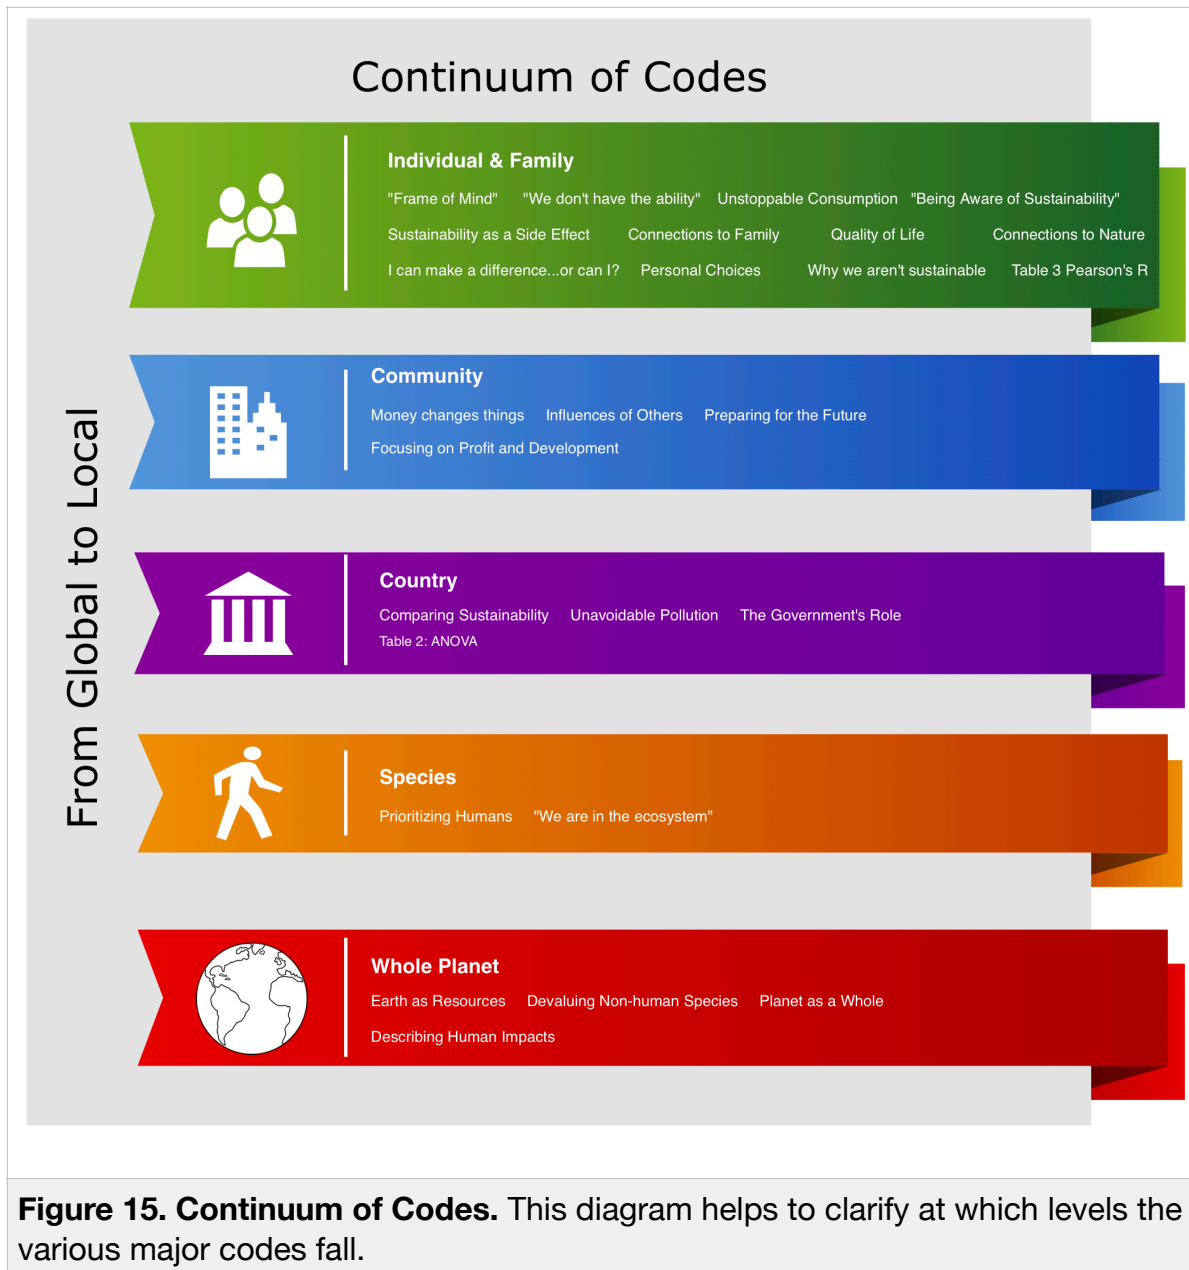 Continuum of Codes
From Global to Local
Individual & Family
"Frame of Mind" "We don't have the ability" Unstoppable Consumption "Being Aware of Sustainability"
Sustainability as a Side Effect Connections to Family Quality of Life Connections to Nature
I can make a difference...or can I? Personal Choices Why we aren't sustainable Table 3 Pearson's R
Community
Money changes things Influences of Others Preparing for the Future
Focusing on Profit and Development
Country
Comparing Sustainability Unavoidable Pollution The Government's Role
Table 2: ANOVA
Species
Prioritizing Humans "We are in the ecosystem"
Whole Planet
Earth as Resources Devaluing Non-human Species Planet as a Whole
Describing Human Impacts
Figure 15. Continuum of Codes. This diagram helps to clarify at which levels the
various major codes fall.